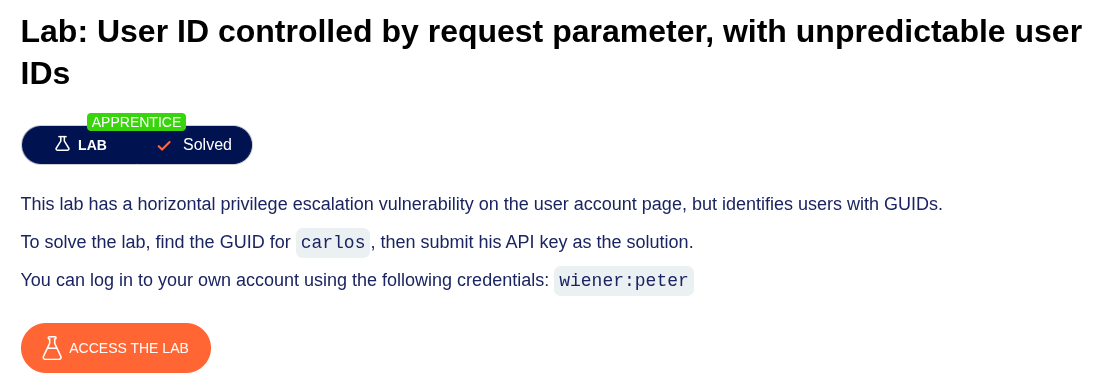 Lab: User ID controlled by request parameter, with unpredictable user
IDs
APPRENTICE
LAB Solved
This lab has a horizontal privilege escalation vulnerability on the user account page, but identifies users with GUIDs.
To solve the lab, find the GUID for carlos, then submit his API key as the solution.
You can log in to your own account using the following credentials: wiener:peter
ACCESS THE LAB